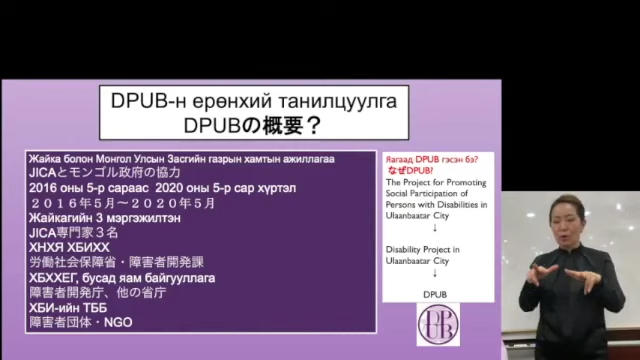 DPUB-н ерөнхий танилцуулга
DPUBの概要？
Жайка болон Монгол Улсын Засгийн газрын хамтын ажиллагаа
JICAとモンゴル政府の協力
2016 оны 5-р сараас 2020 оны 5-р сар хүртэл
２０１６年５月～２０２０年５月
Жайкагийн 3 мэргэжилтэн
JICA専門家３名
ХНХЯ ХБИХХ
労働社会保障省・障害者開発課
ХБХХЕГ, бусад яам байгууллага
障害者開発庁、他の省庁
ХБИ-ийн ТББ
障害者団体・NGO
Яагаад DPUB гэсэн бэ?
なぜDPUB?
The Project for Promoting
Social Participation of
Persons with Disabilities in
Ulaanbaatar City
↓
Disability Project in
Ulaanbaatar City
↓
DPUB
DP
UB